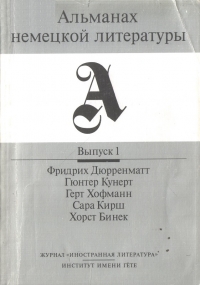 Альманах
немецкой литературы
А
Выпуск 1
Фридрих Дюрренматт
Гюнтер Кунерт
Герт Хофманн
Сара Кирш
Хорст Бинек
ЖУРНАЛ «ИНОСТРАННАЯ ЛИТЕРАТУРА»
ИНСТИТУТ ИМЕНИ ГЁТЕ